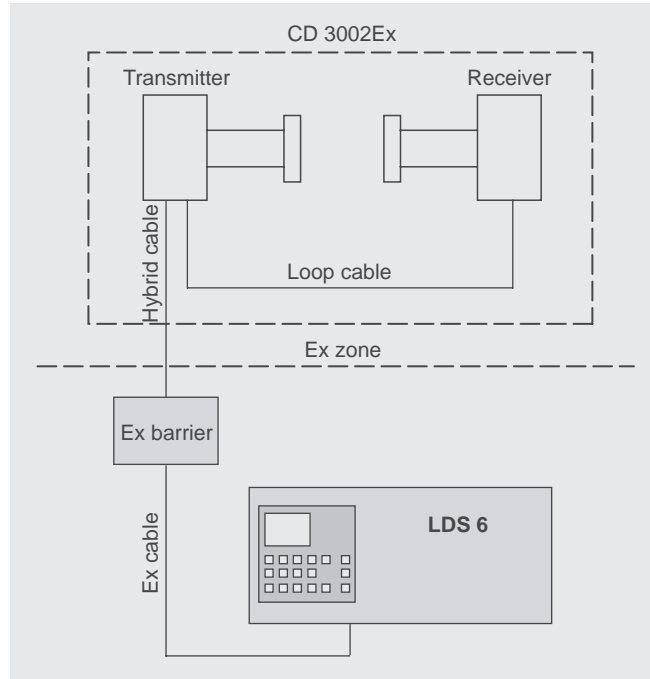 CD 3002Ex
Transmitter
Receiver
Hybrid cable
Loop cable
Ex zone
Ex barrier
Ex cable
LDS 6